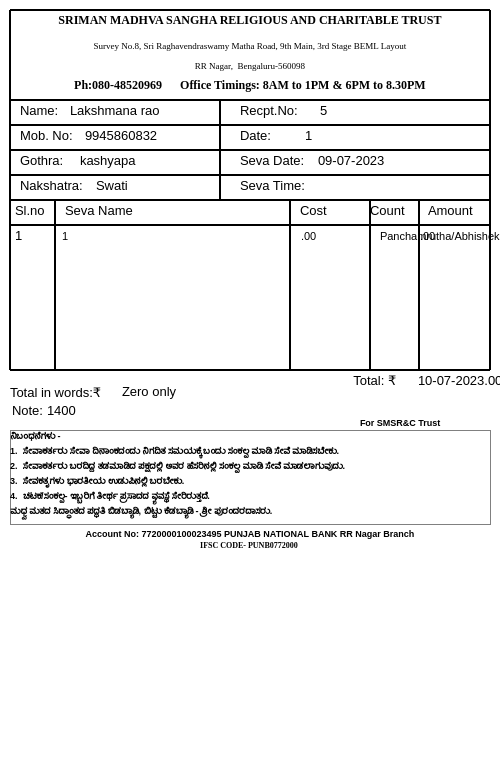 SRIMAN MADHVA SANGHA RELIGIOUS AND CHARITABLE TRUST
Survey No.8, Sri Raghavendraswamy Matha Road, 9th Main, 3rd Stage BEML Layout
RR Nagar, Bengaluru-560098
Ph:080-48520969 Office Timings: 8AM to 1PM & 6PM to 8.30PM
Name: Lakshmana rao Recpt.No: 5
Mob. No: 9945860832 Date: 1
Gothra: kashyapa Seva Date: 09-07-2023
Nakshatra: Swati Seva Time:
Sl.no Seva Name Cost Count Amount
1 1 .00 Panchamrutha/Abhishek .00
Total: ₹ 10-07-2023.00
Total in words:₹ Zero only
Note: 1400
For SMSR&C Trust
ನಿಬಂಧನೆಗಳು -
1. ಸೇವಾಕರ್ತರು ಸೇವಾ ದಿನಾಂಕದಂದು ನಿಗದಿತ ಸಮಯಕ್ಕೆ ಬಂದು ಸಂಕಲ್ಪ ಮಾಡಿ ಸೇವೆ ಮಾಡಿಸಬೇಕು.
2. ಸೇವಾಕರ್ತರು ಬರದಿದ್ದ ತಡಮಾಡಿದ ಪಕ್ಷದಲ್ಲಿ ಅವರ ಹೆಸರಿನಲ್ಲಿ ಸಂಕಲ್ಪ ಮಾಡಿ ಸೇವೆ ಮಾಡಲಾಗುವುದು.
3. ಸೇವಕರ್ತೃಗಳು ಭಾರತೀಯ ಉಡುಪಿನಲ್ಲಿ ಬರಬೇಕು.
4. ಸಂಕಲ್ಪ- ಇಬ್ಬರಿಗೆ ತೀರ್ಥ ಪ್ರಸಾದದ ವ್ಯವಸ್ಥೆ ಸೇರಿರುತ್ತದೆ.
ಮಧ್ವ ಮತದ ಸಿದ್ಧಾಂತದ ಪದ್ಧತಿ ಬಿಡಬ್ಯಾಡಿ, ಬಿಟ್ಟು ಕೆಡಬ್ಯಾಡಿ - ಶ್ರೀ ಪುರಂದರದಾಸರು.
Account No: 7720000100023495 PUNJAB NATIONAL BANK RR Nagar Branch
IFSC CODE- PUNB0772000